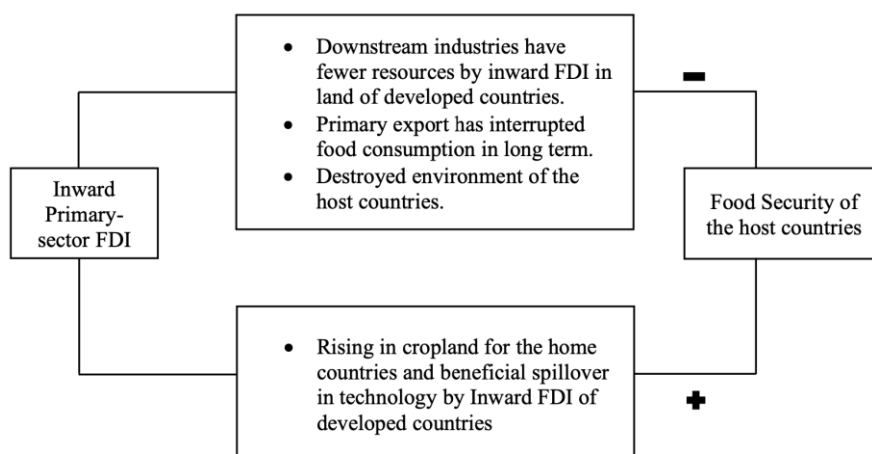 • Downstream industries have
fewer resources by inward FDI in
land of developed countries.
• Primary export has interrupted
food consumption in long term.
• Destroyed environment of the
host countries.
Inward
Primary-
sector FDI
Food Security of
the host countries
• Rising in cropland for the home
countries and beneficial spillover
in technology by Inward FDI of
developed countries